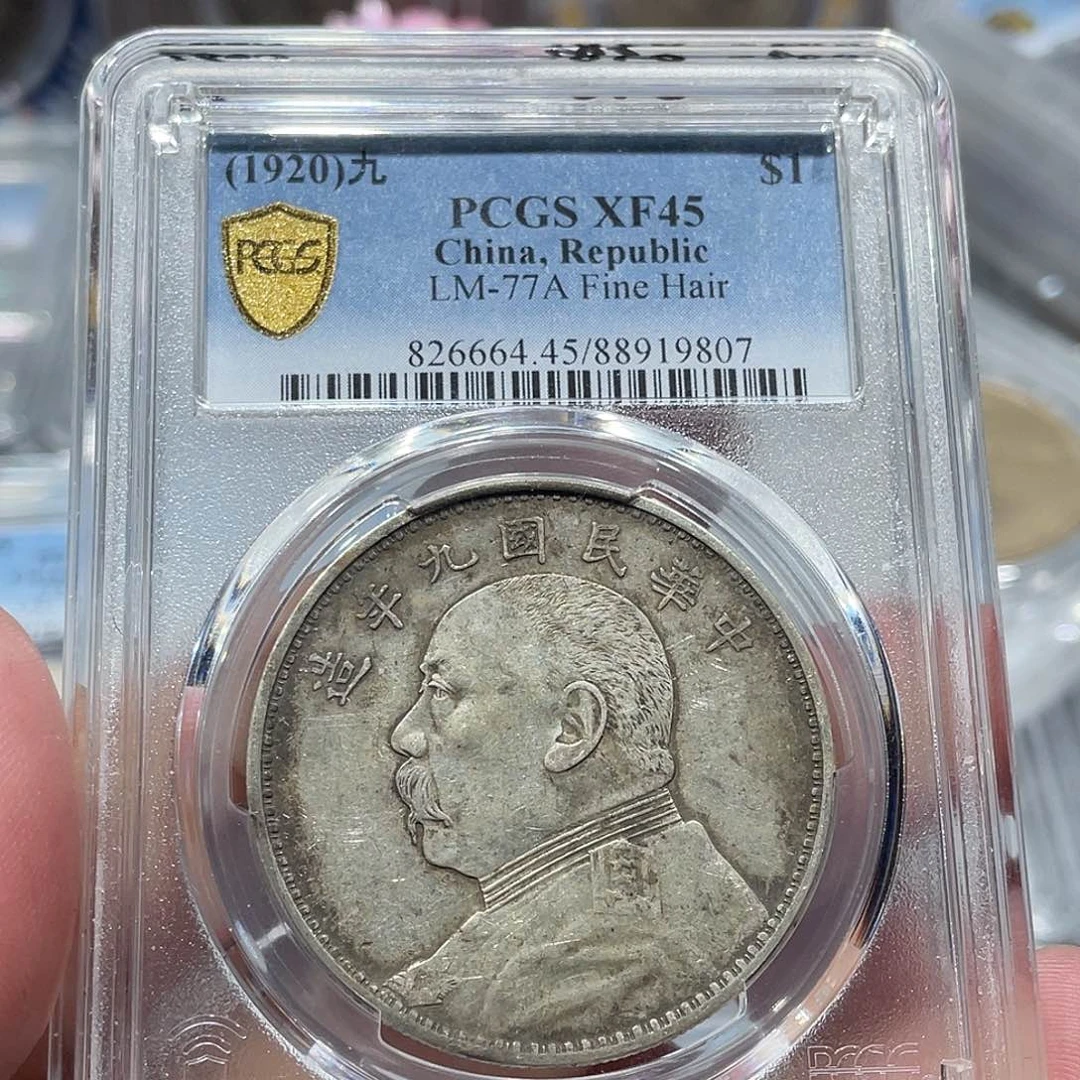 (1920)九 $1
PCGS XF45
China, Republic
LM-77A Fine Hair
PCGS
826664.45/88919807
中華民國九年造
PCGS